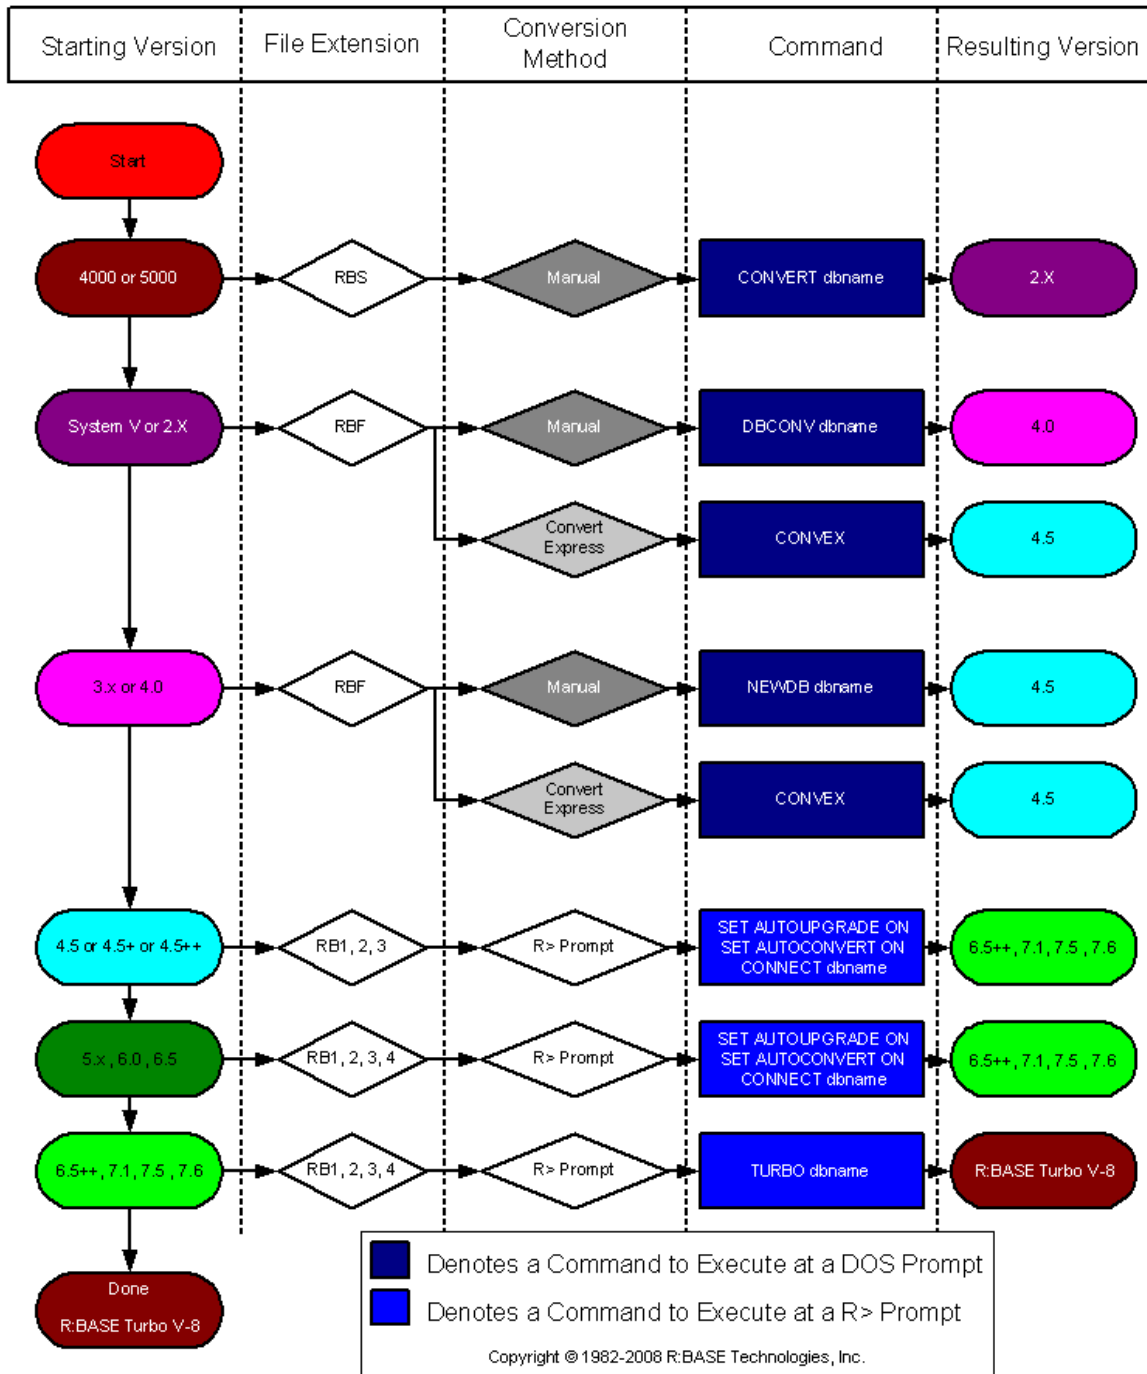 Starting Version
File Extension
Conversion
Method
Command
Resulting Version
Start
4000 or 5000
RBS
Manual
CONVERT dbname
2.X
System V or 2.X
RBF
Manual
DBCONV dbname
4.0
Convert
Express
CONVEX
4.5
3.x or 4.0
RBF
Manual
NEWDB dbname
4.5
Convert
Express
CONVEX
4.5
4.5 or 4.5+ or 4.5++
RB1, 2, 3
R> Prompt
SET AUTOUPGRADE ON
SET AUTOCONVERT ON
CONNECT dbname
6.5++, 7.1, 7.5 , 7.6
5.x , 6.0 , 6.5
RB1, 2, 3, 4
R> Prompt
SET AUTOUPGRADE ON
SET AUTOCONVERT ON
CONNECT dbname
6.5++, 7.1, 7.5 , 7.6
6.5++, 7.1, 7.5 , 7.6
RB1, 2, 3, 4
R> Prompt
TURBO dbname
R:BASE Turbo V-8
Done
R:BASE Turbo V-8
Denotes a Command to Execute at a DOS Prompt
Denotes a Command to Execute at a R> Prompt
Copyright © 1982-2008 R:BASE Technologies, Inc.